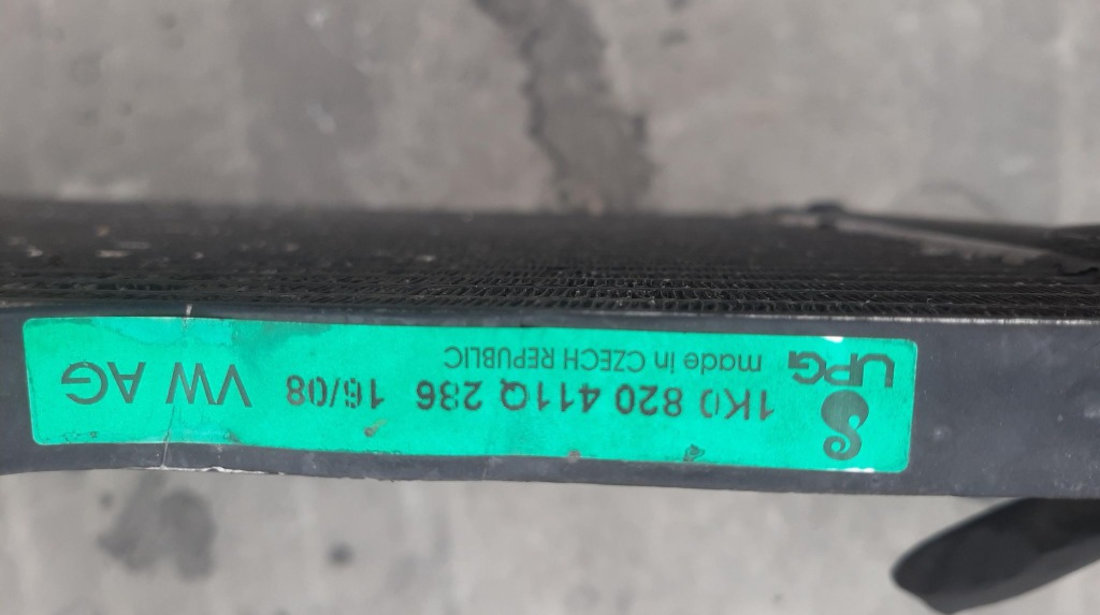 1K0 820 411Q 236 16/08 VW AG
UPG made in CZECH REPUBLIC